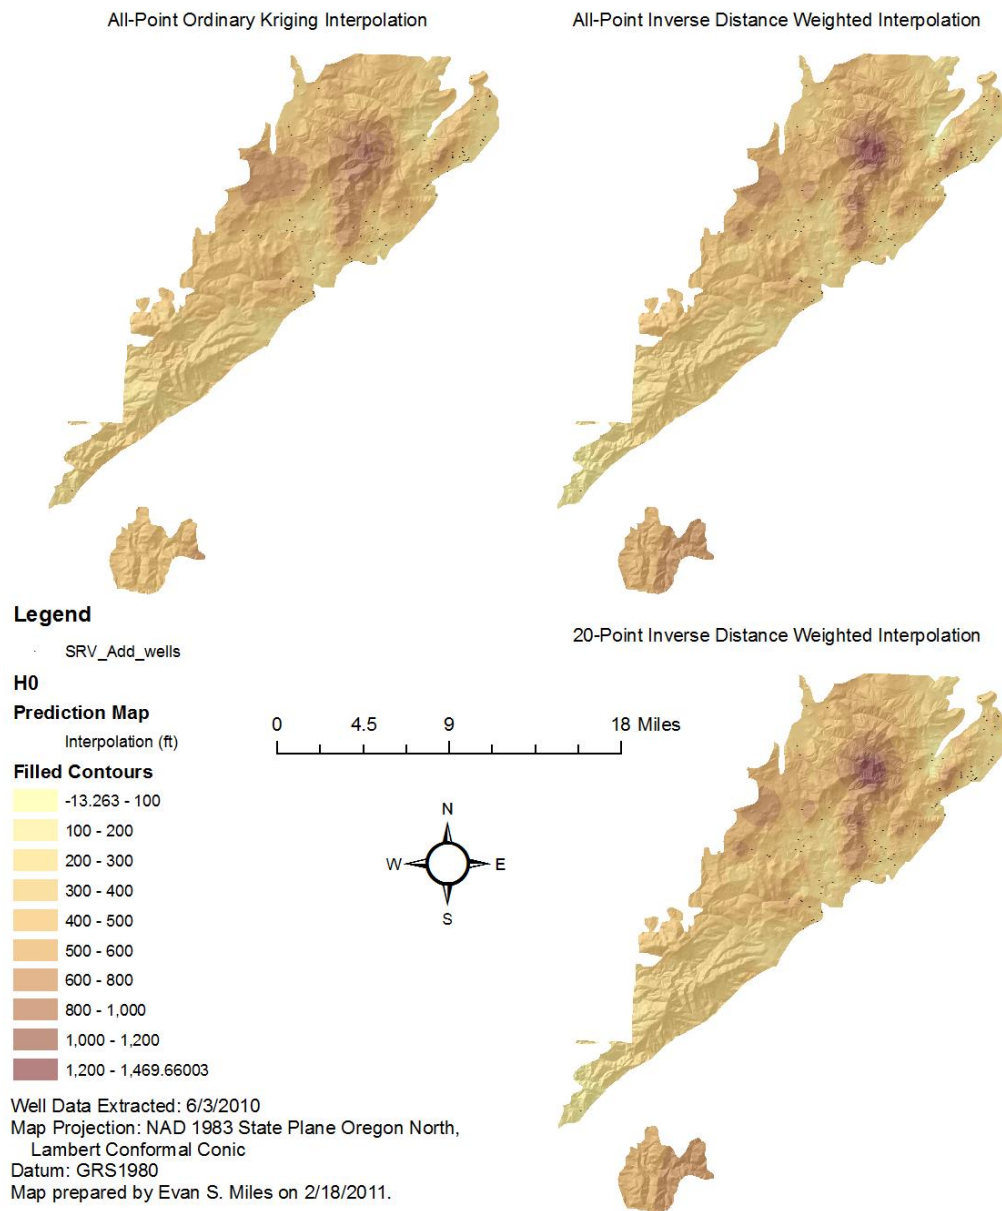 All-Point Ordinary Kriging Interpolation
All-Point Inverse Distance Weighted Interpolation
20-Point Inverse Distance Weighted Interpolation
Legend
SRV_Add_wells
H0
Prediction Map
Interpolation (ft)
Filled Contours
-13.263 - 100
100 - 200
200 - 300
300 - 400
400 - 500
500 - 600
600 - 800
800 - 1,000
1,000 - 1,200
1,200 - 1,469.66003
0 4.5 9 18 Miles
N
W E
S
Well Data Extracted: 6/3/2010
Map Projection: NAD 1983 State Plane Oregon North,
Lambert Conformal Conic
Datum: GRS1980
Map prepared by Evan S. Miles on 2/18/2011.